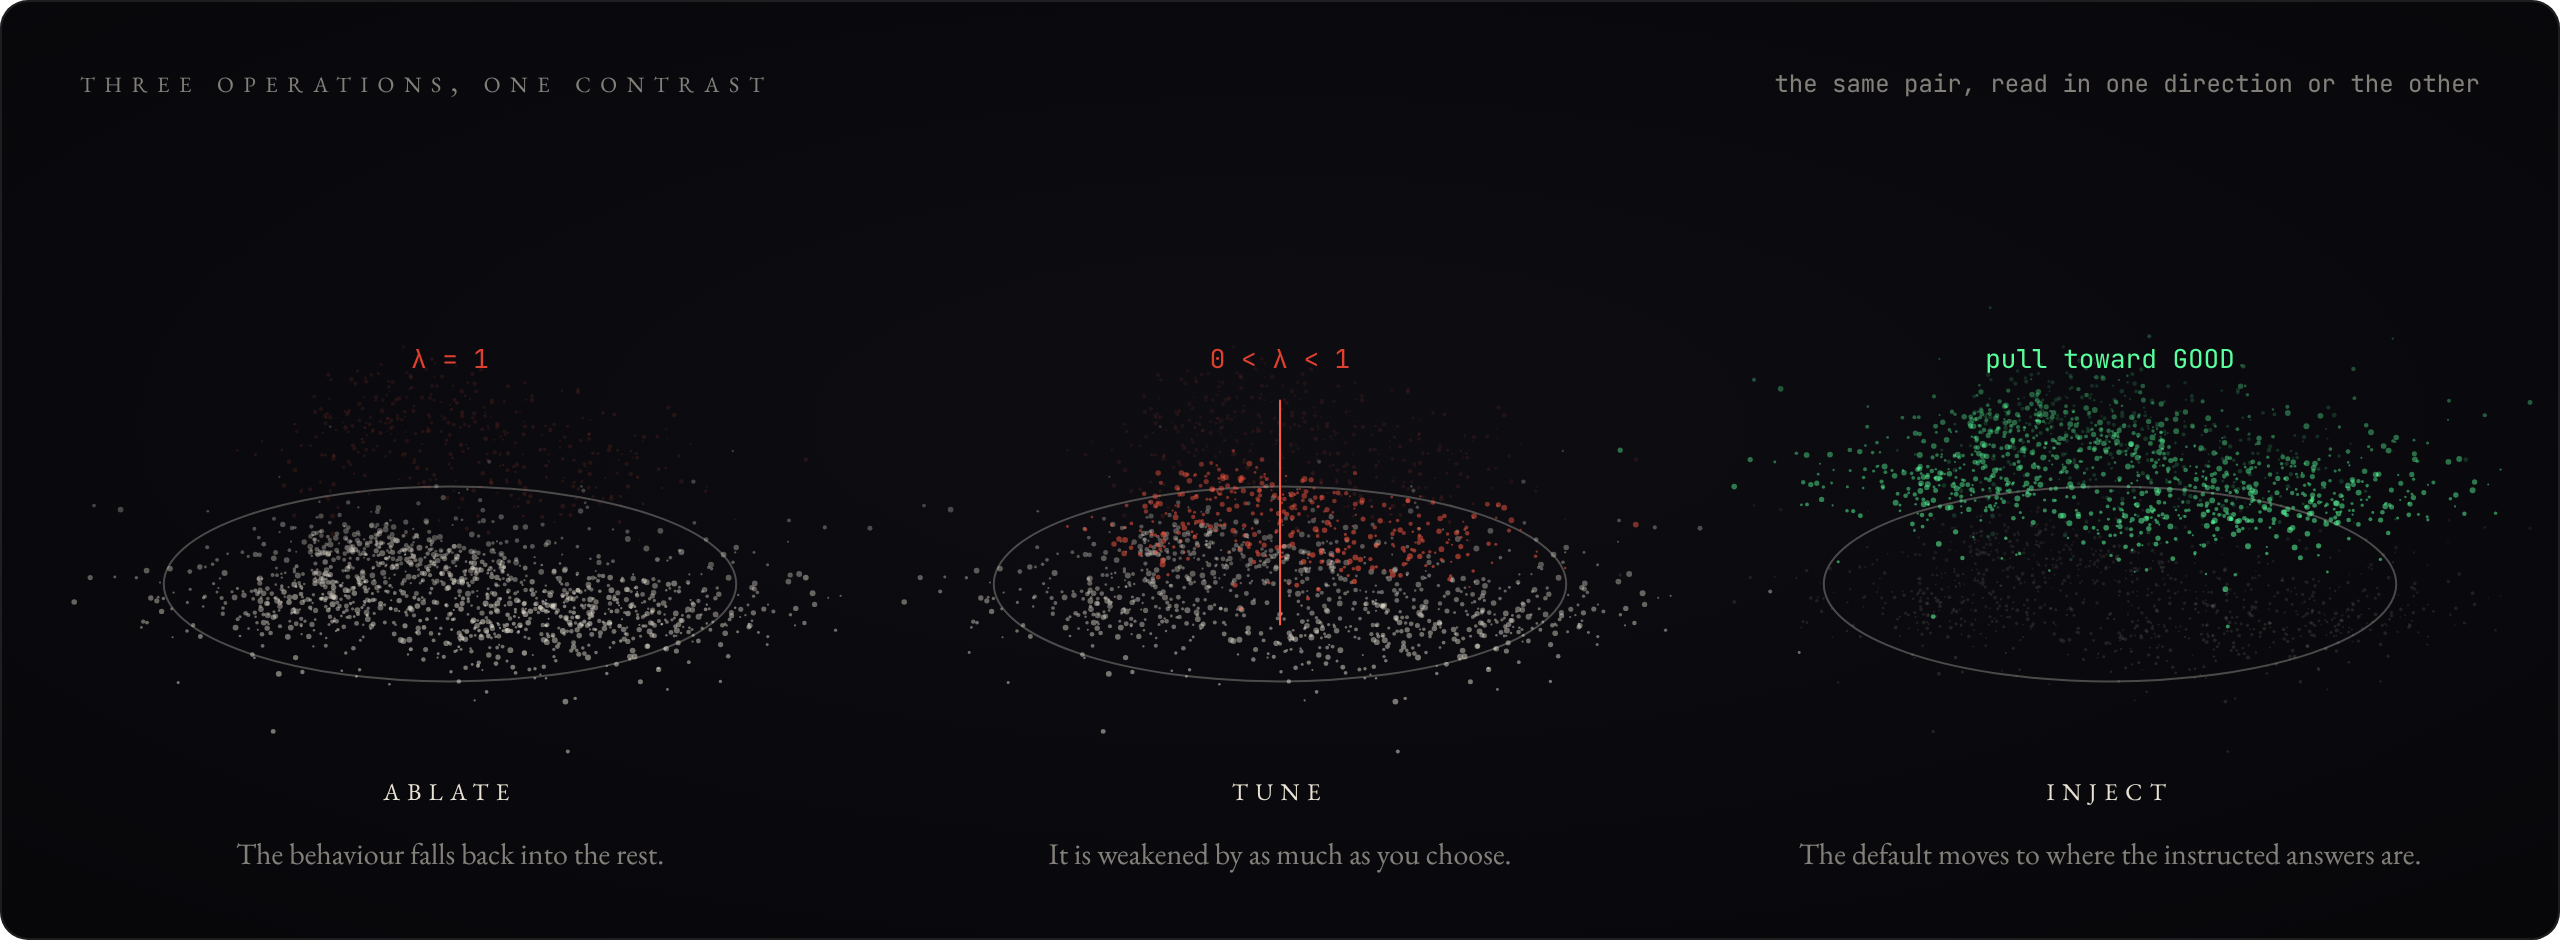 THREE OPERATIONS, ONE CONTRAST
the same pair, read in one direction or the other
λ = 1
0 < λ < 1
pull toward GOOD
ABLATE
TUNE
INJECT
The behaviour falls back into the rest.
It is weakened by as much as you choose.
The default moves to where the instructed answers are.